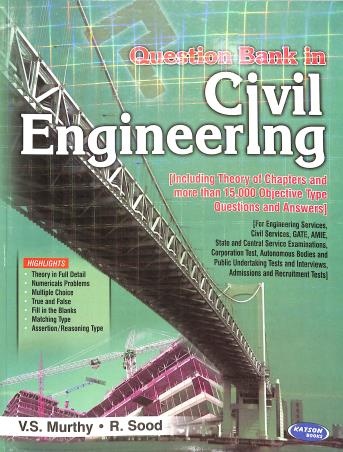 Question Bank in
Civil
Engineering
[Including Theory of Chapters and
more than 15,000 Objective Type
Questions and Answers]
[For Engineering Services,
Civil Services, GATE, AMIE,
State and Central Service Examinations,
Corporation Test, Autonomous Bodies and
Public Undertaking Tests and Interviews,
Admissions and Recruitment Tests]
HIGHLIGHTS
• Theory in Full Detail
• Numericals Problems
• Multiple Choice
• True and False
• Fill in the Blanks
• Matching Type
• Assertion/Reasoning Type
V.S. Murthy • R. Sood
KATSON
BOOKS